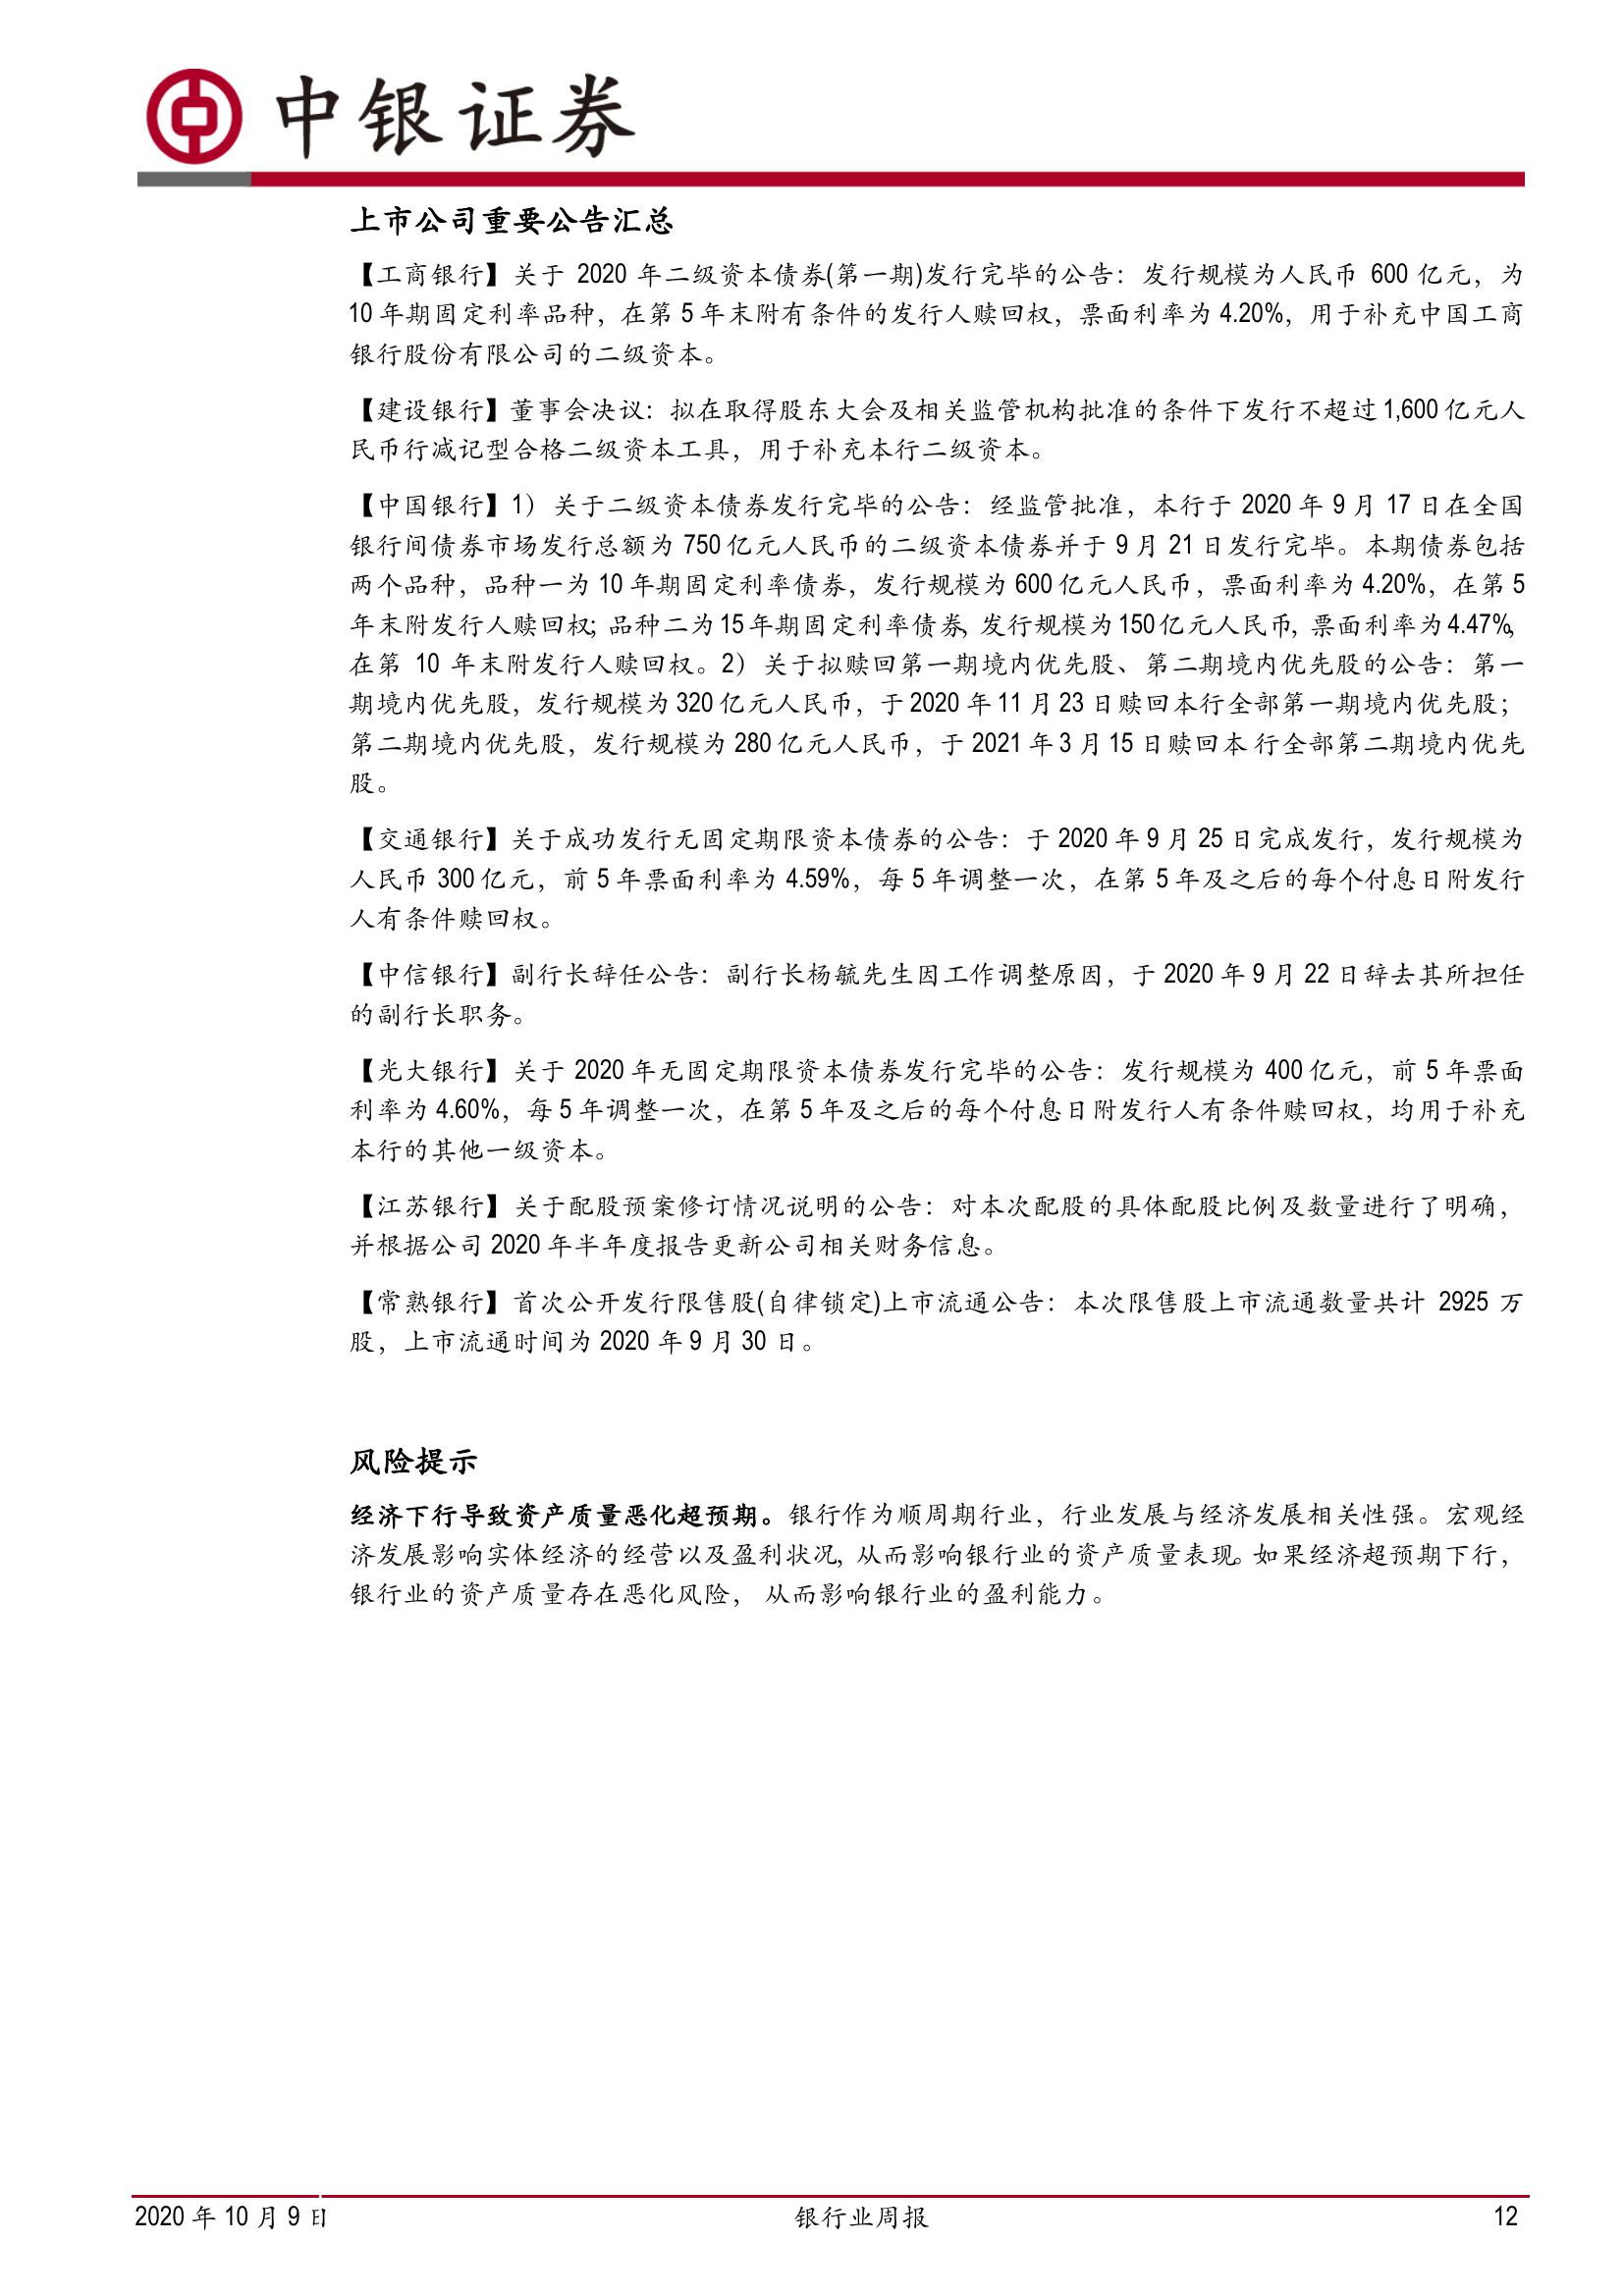 中银证券
上市公司重要公告汇总
【工商银行】关于 2020 年二级资本债券(第一期)发行完毕的公告：发行规模为人民币 600 亿元，为
10 年期固定利率品种，在第 5 年末附有条件的发行人赎回权，票面利率为 4.20%，用于补充中国工商
银行股份有限公司的二级资本。
【建设银行】董事会决议：拟在取得股东大会及相关监管机构批准的条件下发行不超过 1,600 亿元人
民币行减记型合格二级资本工具，用于补充本行二级资本。
【中国银行】1）关于二级资本债券发行完毕的公告：经监管批准，本行于 2020 年 9 月 17 日在全国
银行间债券市场发行总额为 750 亿元人民币的二级资本债券并于 9 月 21 日发行完毕。本期债券包括
两个品种，品种一为 10 年期固定利率债券，发行规模为 600 亿元人民币，票面利率为 4.20%，在第 5
年末附发行人赎回权；品种二为 15 年期固定利率债券，发行规模为 150 亿元人民币，票面利率为 4.47%，
在第 10 年末附发行人赎回权。2）关于拟赎回第一期境内优先股、第二期境内优先股的公告：第一
期境内优先股，发行规模为 320 亿元人民币，于 2020 年 11 月 23 日赎回本行全部第一期境内优先股；
第二期境内优先股，发行规模为 280 亿元人民币，于 2021 年 3 月 15 日赎回本行全部第二期境内优先
股。
【交通银行】关于成功发行无固定期限资本债券的公告：于 2020 年 9 月 25 日完成发行，发行规模为
人民币 300 亿元，前 5 年票面利率为 4.59%，每 5 年调整一次，在第 5 年及之后的每个付息日附发行
人有条件赎回权。
【中信银行】副行长辞任公告：副行长杨毓先生因工作调整原因，于 2020 年 9 月 22 日辞去其所担任
的副行长职务。
【光大银行】关于 2020 年无固定期限资本债券发行完毕的公告：发行规模为 400 亿元，前 5 年票面
利率为 4.60%，每 5 年调整一次，在第 5 年及之后的每个付息日附发行人有条件赎回权，均用于补充
本行的其他一级资本。
【江苏银行】关于配股预案修订情况说明的公告：对本次配股的具体配股比例及数量进行了明确，
并根据公司 2020 年半年度报告更新公司相关财务信息。
【常熟银行】首次公开发行限售股(自律锁定)上市流通公告：本次限售股上市流通数量共计 2925 万
股，上市流通时间为 2020 年 9 月 30 日。
风险提示
经济下行导致资产质量恶化超预期。银行作为顺周期行业，行业发展与经济发展相关性强。宏观经
济发展影响实体经济的经营以及盈利状况，从而影响银行业的资产质量表现。如果经济超预期下行，
银行业的资产质量存在恶化风险，从而影响银行业的盈利能力。
2020 年 10 月 9 日 银行业周报 12